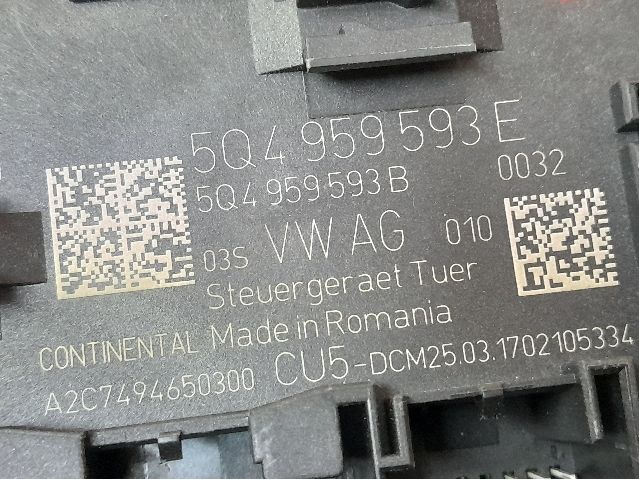 5Q4 959 593 E
5Q4 959 593 B 0032
03S VW AG 010
Steuergeraet Tuer
CONTINENTAL Made in Romania
A2C7494650300 CU5-DCM25.03.1702105334